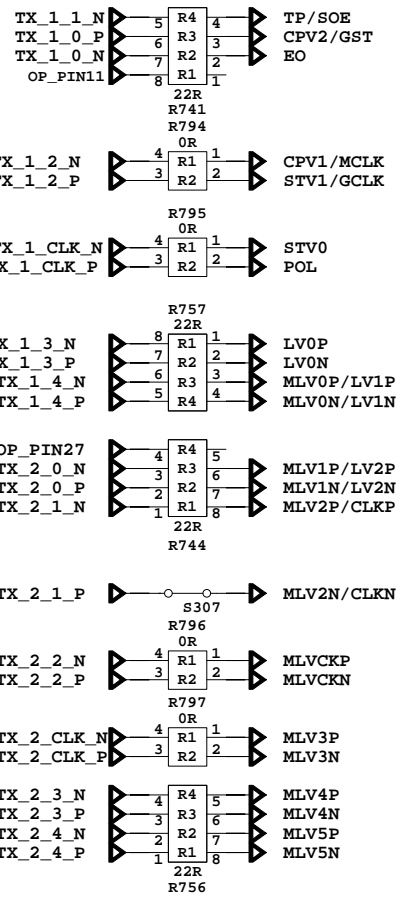 TX_1_1_N 5 R4 4 TP/SOE
TX_1_0_P 6 R3 3 CPV2/GST
TX_1_0_N 7 R2 2 EO
OP_PIN11 8 R1 1
22R
R741
R794
0R
TX_1_2_N 4 R1 1 CPV1/MCLK
TX_1_2_P 3 R2 2 STV1/GCLK
R795
0R
TX_1_CLK_N 4 R1 1 STV0
X_1_CLK_P 3 R2 2 POL
R757
22R
X_1_3_N 8 R1 1 LV0P
X_1_3_P 7 R2 2 LV0N
TX_1_4_N 6 R3 3 MLV0P/LV1P
TX_1_4_P 5 R4 4 MLV0N/LV1N
OP_PIN27 4 R4 5
TX_2_0_N 3 R3 6 MLV1P/LV2P
TX_2_0_P 2 R2 7 MLV1N/LV2N
TX_2_1_N 1 R1 8 MLV2P/CLKP
22R
R744
TX_2_1_P S307 MLV2N/CLKN
R796
0R
TX_2_2_N 4 R1 1 MLVCKP
TX_2_2_P 3 R2 2 MLVCKN
R797
0R
TX_2_CLK_N 4 R1 1 MLV3P
TX_2_CLK_P 3 R2 2 MLV3N
TX_2_3_N 4 R4 5 MLV4P
TX_2_3_P 3 R3 6 MLV4N
TX_2_4_N 2 R2 7 MLV5P
TX_2_4_P 1 R1 8 MLV5N
22R
R756